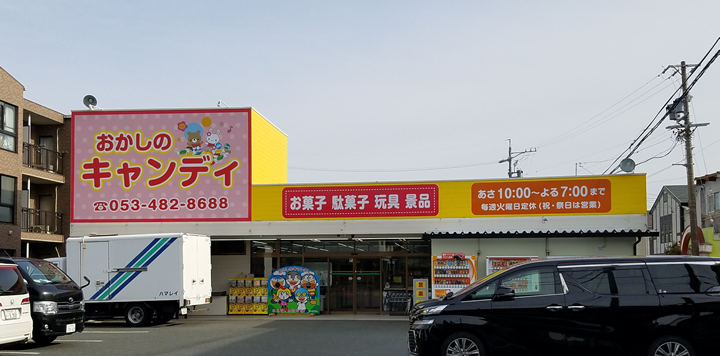 おかしの
キャンディ
☎053-482-8688
お菓子 駄菓子 玩具 景品
あさ10:00~よる7:00まで
毎週火曜日定休(祝・祭日は営業)
ハマレイ